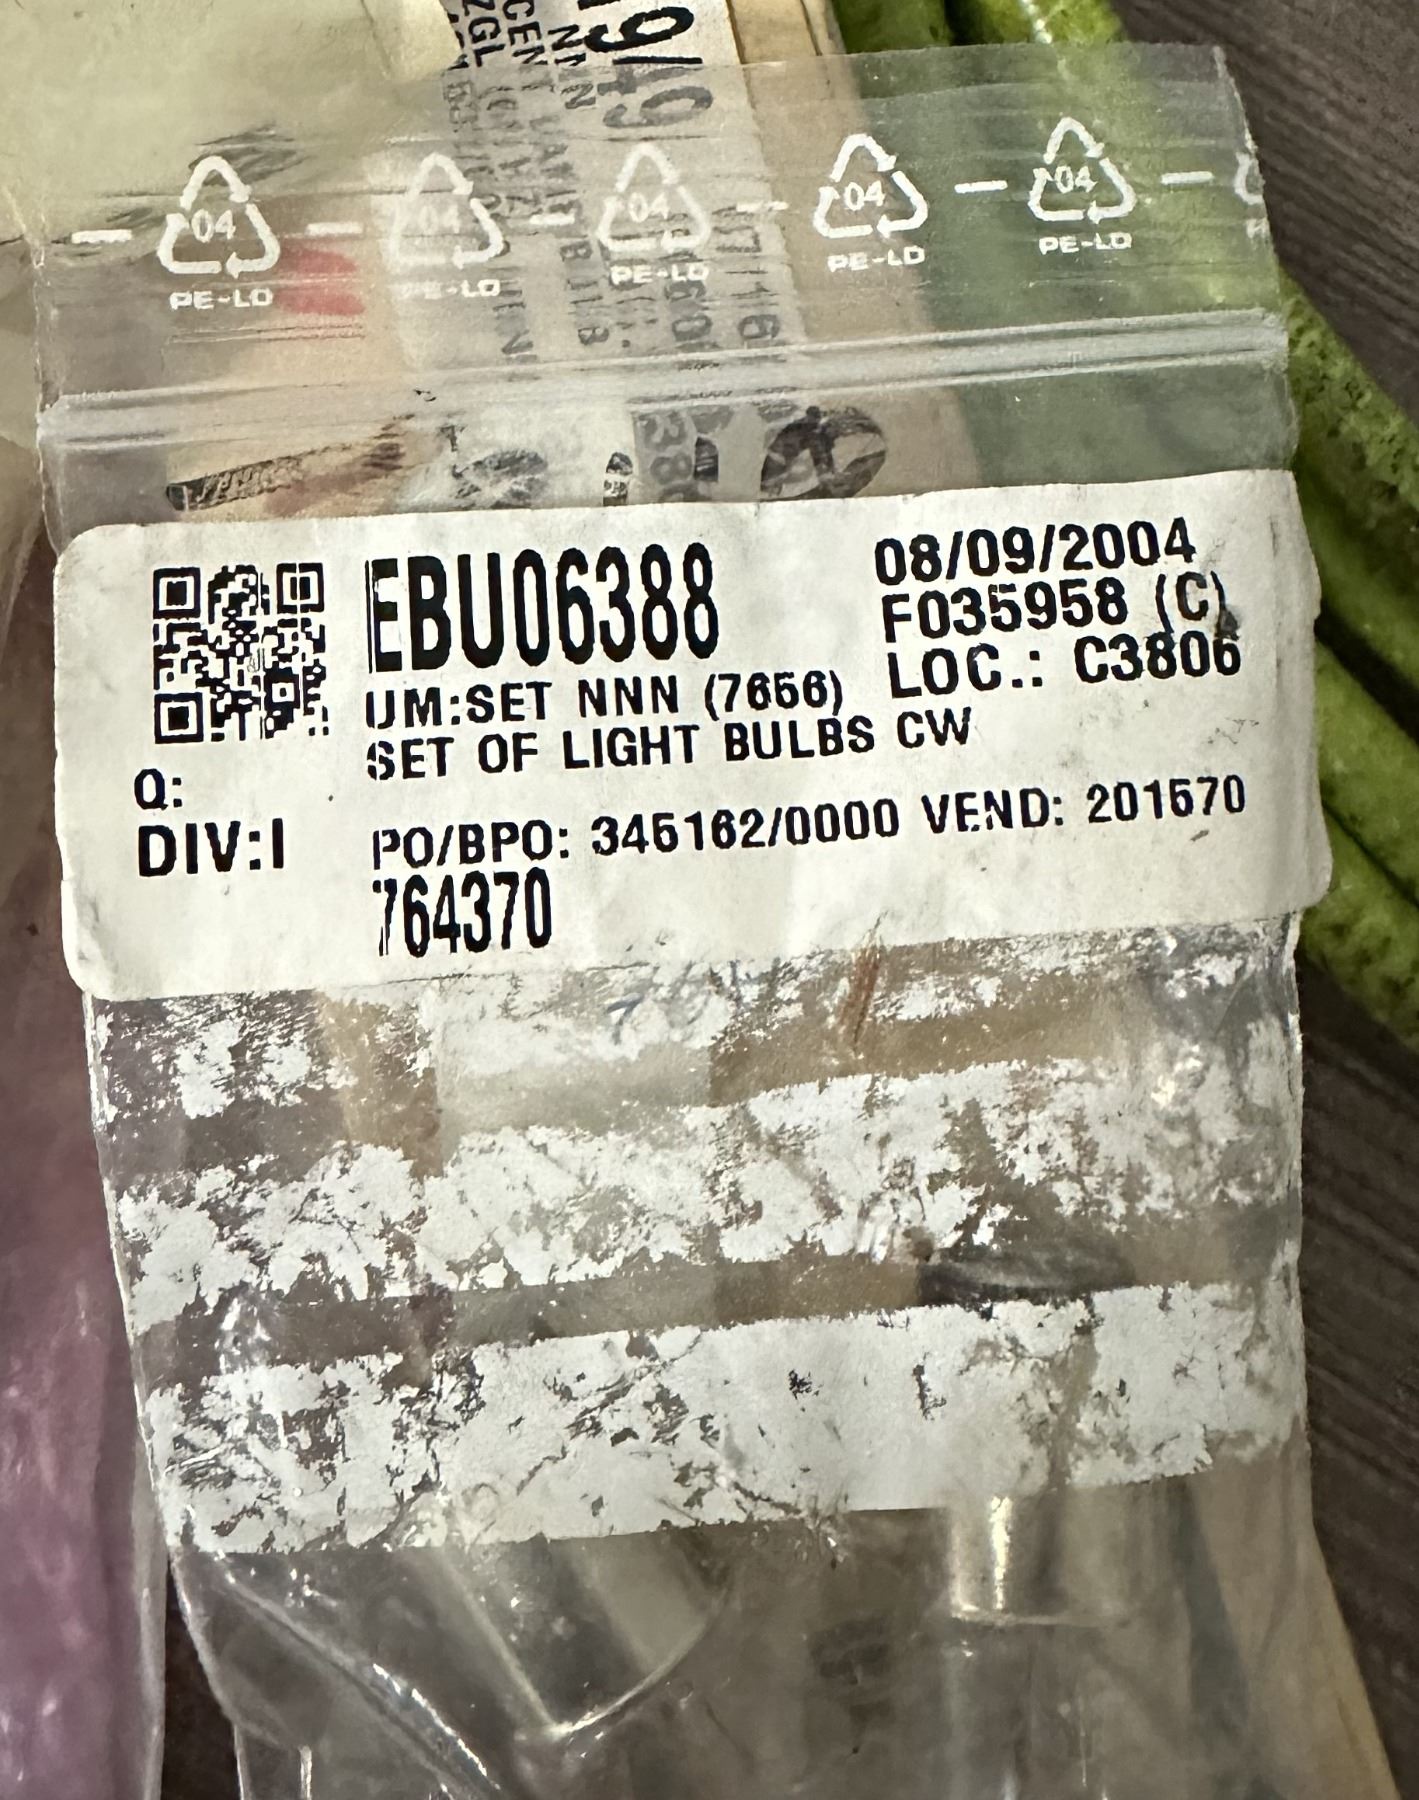 04 04 04 04 04
PE-LD PE-LD PE-LD PE-LD PE-LD
EBU06388
08/09/2004
F035958 (C)
LOC.: C3806
UM:SET NNN (7656)
SET OF LIGHT BULBS CW
Q:
DIV:I
PO/BPO: 345162/0000 VEND: 201570
764370